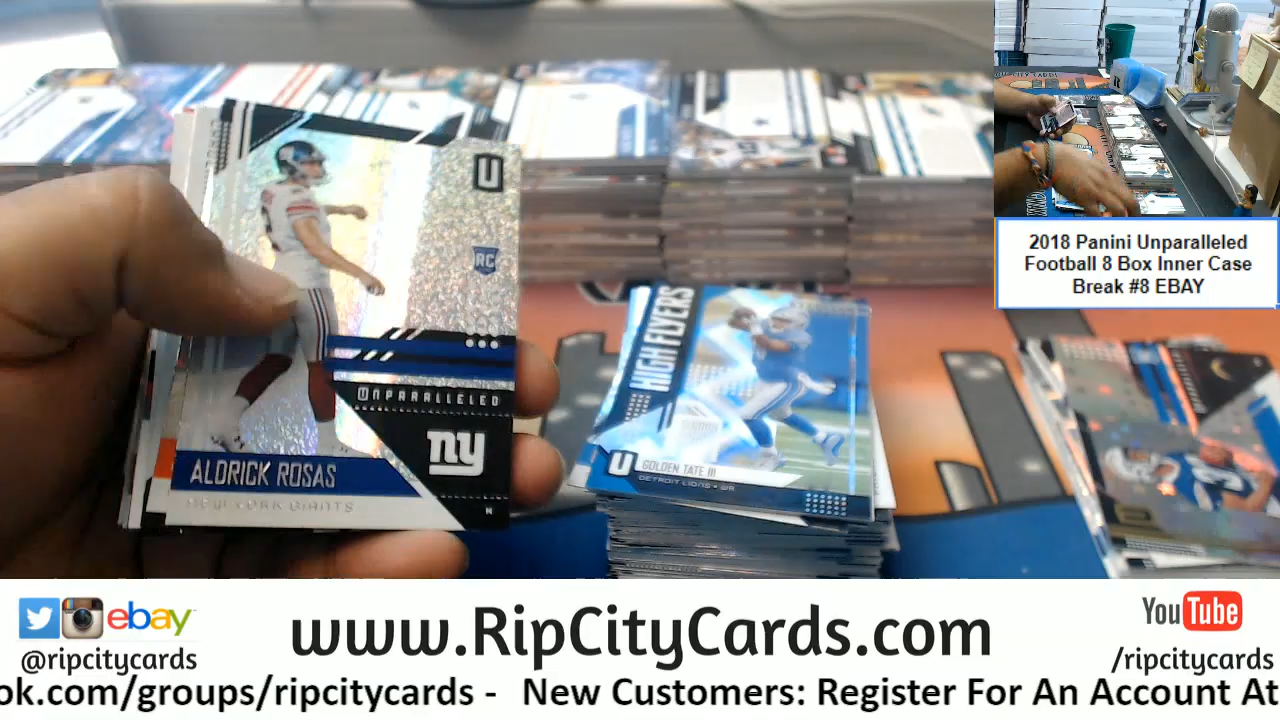 U
RC
UNPARALLELED
ny
ALDRICK ROSAS
NEW YORK GIANTS
K
HIGH FLYERS
U
GOLDEN TATE III
DETROIT LIONS • WR
2018 Panini Unparalleled
Football 8 Box Inner Case
Break #8 EBAY
ebay
@ripcitycards
www.RipCityCards.com
YouTube
/ripcitycards
ok.com/groups/ripcitycards - New Customers: Register For An Account At